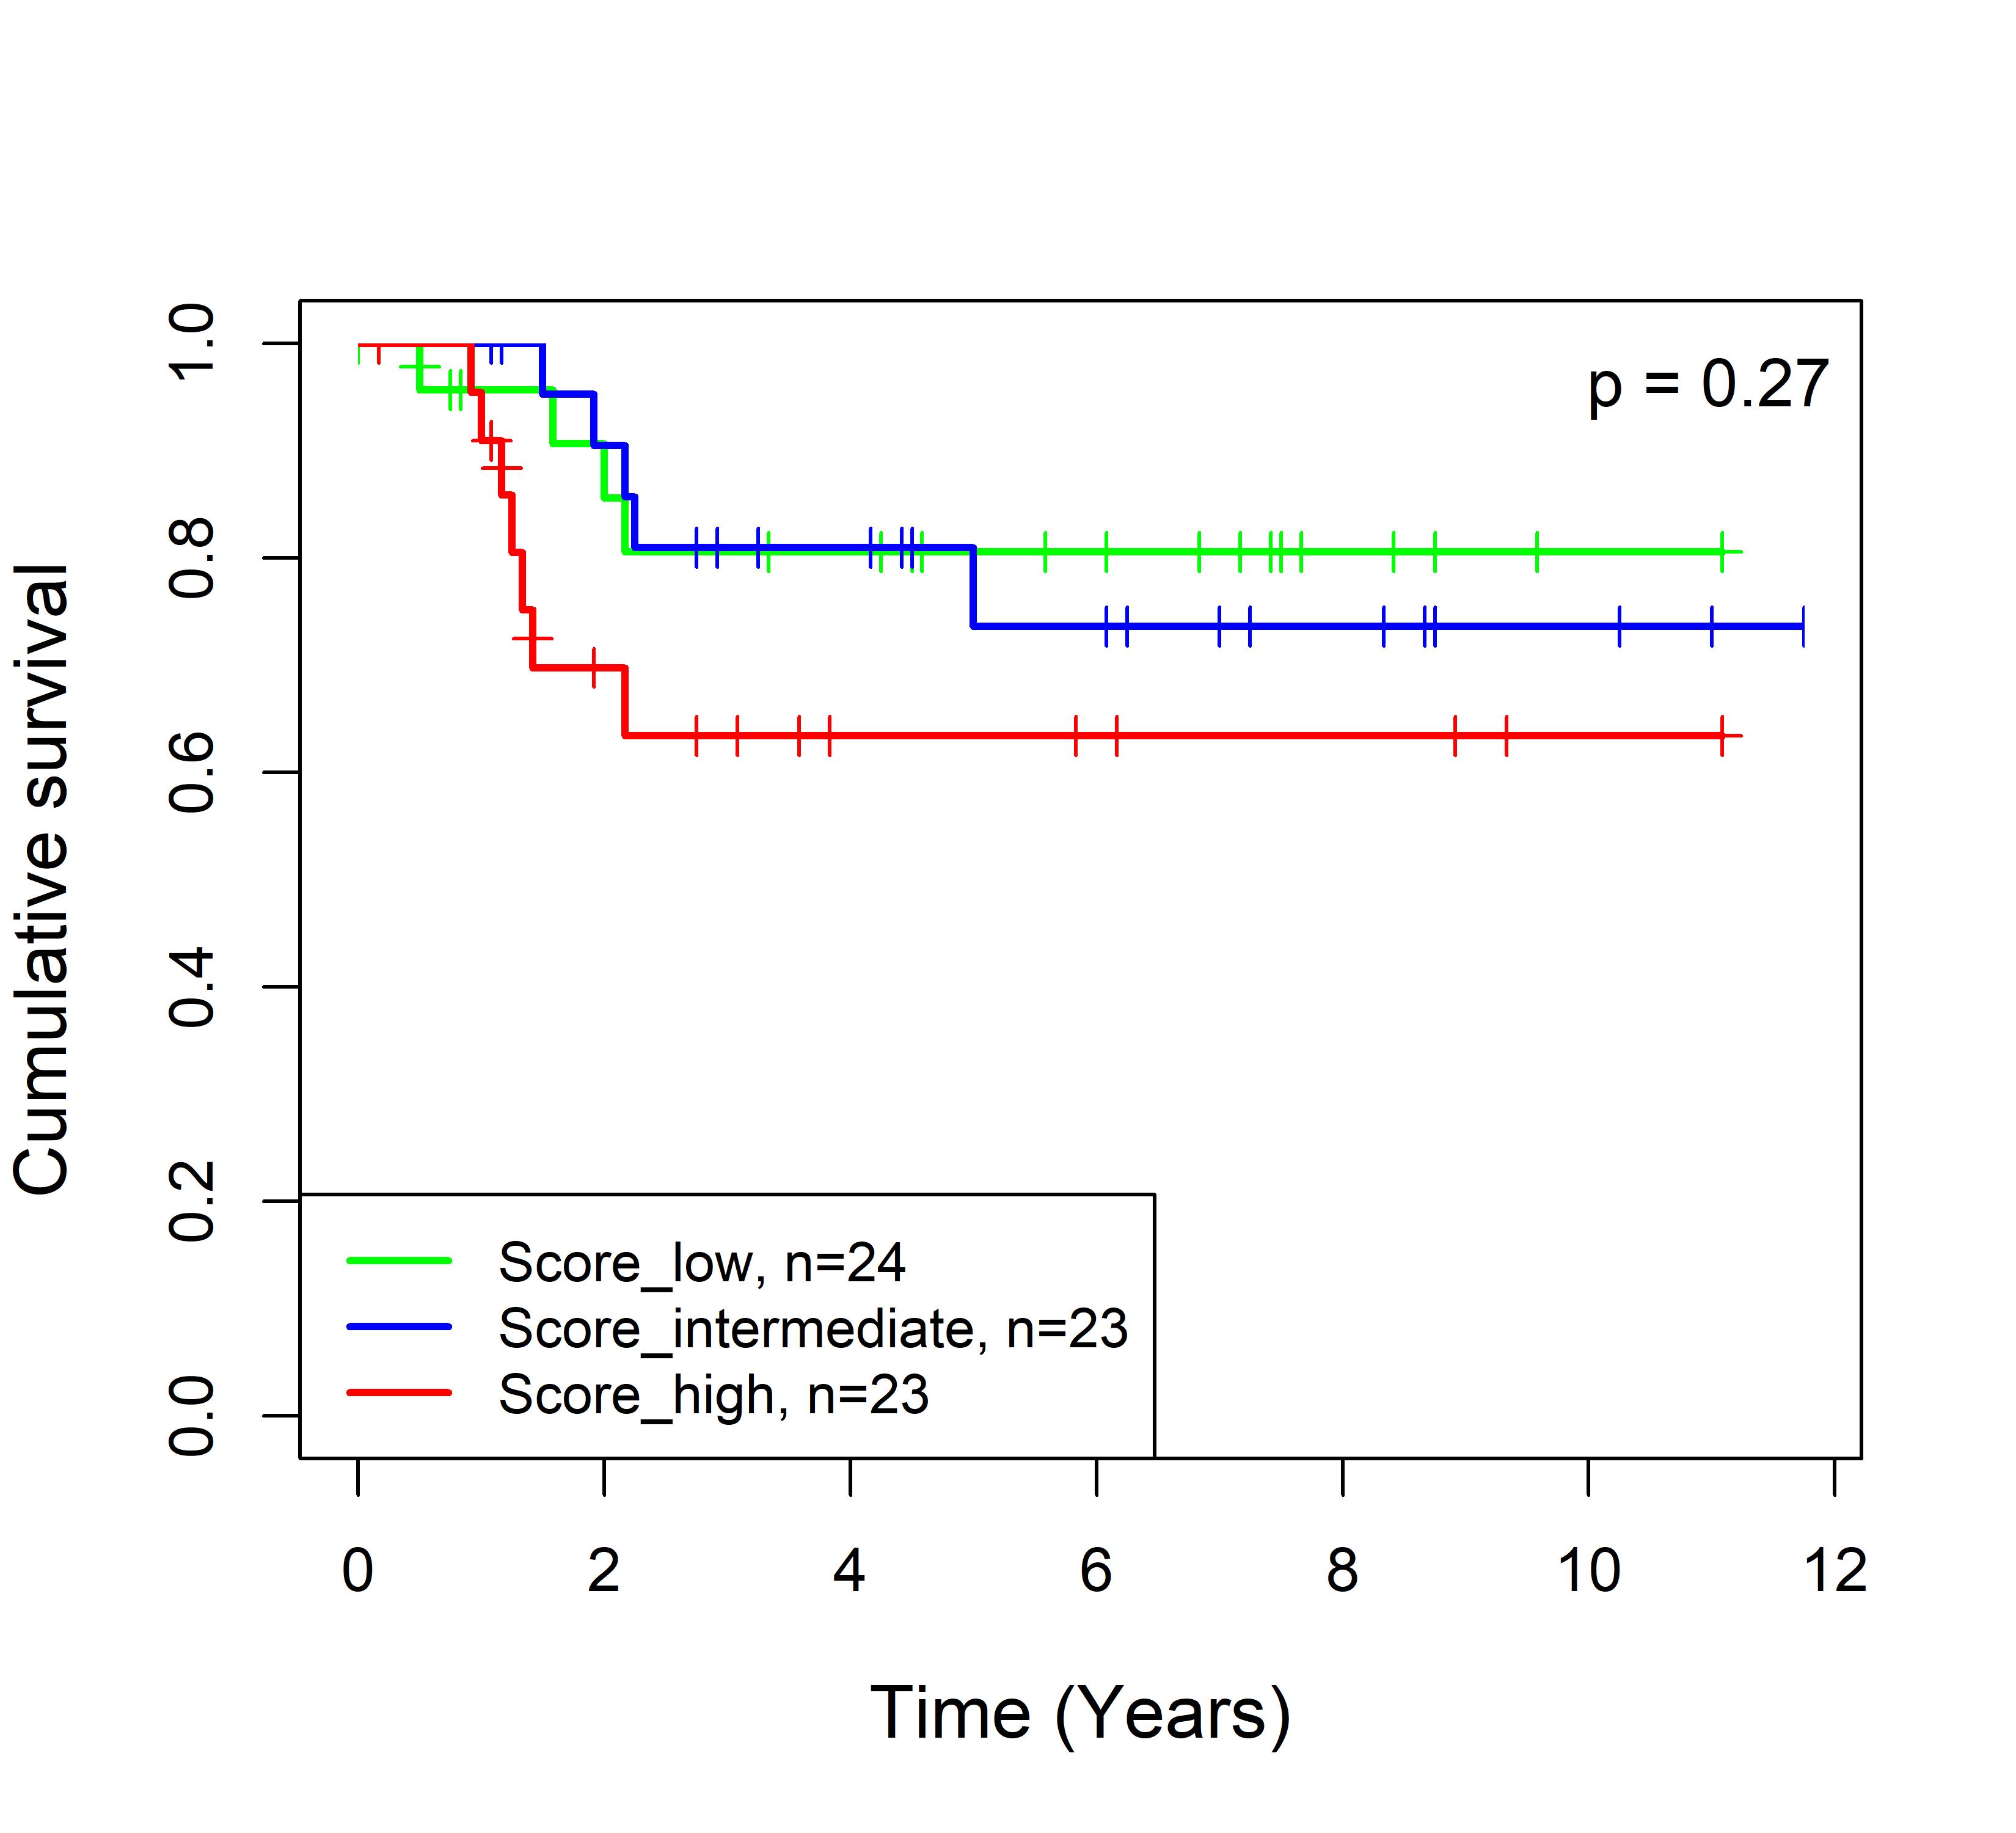 p = 0.27
1.0
0.8
0.6
0.4
0.2
0.0
Cumulative survival
Score_low, n=24
Score_intermediate, n=23
Score_high, n=23
0 2 4 6 8 10 12
Time (Years)